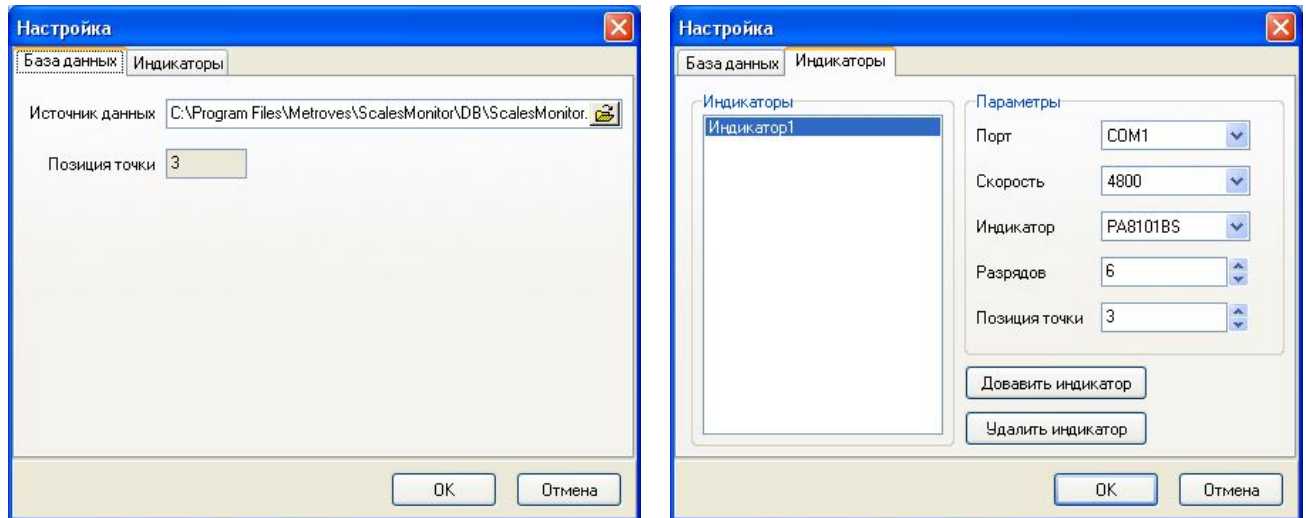 Настройка
База данных Индикаторы
Источник данных C:\Program Files\Metroves\ScalesMonitor\DB\ScalesMonitor.
Позиция точки 3
OK Отмена
Настройка
База данных Индикаторы
Индикаторы
Индикатор1
Параметры
Порт COM1
Скорость 4800
Индикатор PA8101BS
Разрядов 6
Позиция точки 3
Довавить индикатор
Удалить индикатор
OK Отмена